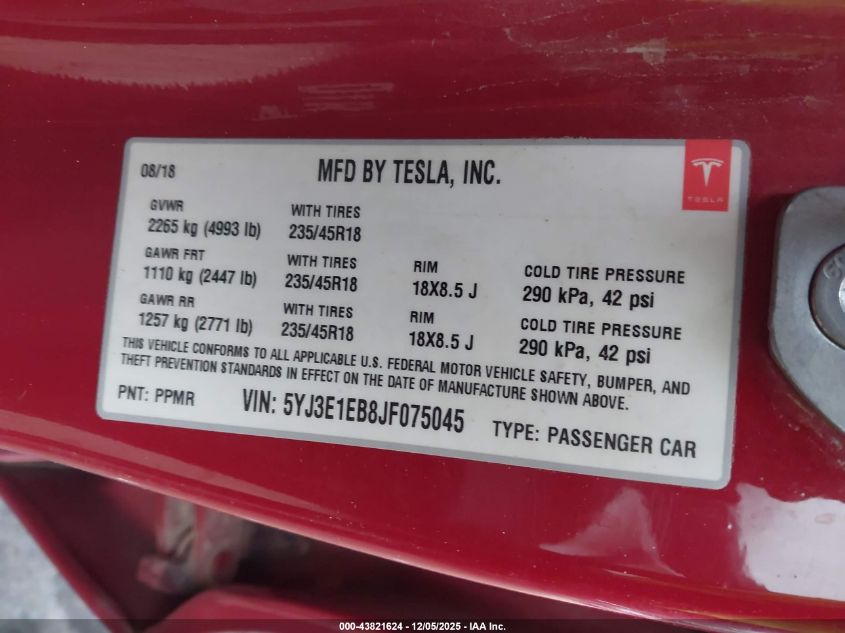 08/18 MFD BY TESLA, INC.
TESLA
GVWR WITH TIRES
2265 kg (4993 lb) 235/45R18
GAWR FRT WITH TIRES RIM COLD TIRE PRESSURE
1110 kg (2447 lb) 235/45R18 18X8.5 J 290 kPa, 42 psi
GAWR RR WITH TIRES RIM COLD TIRE PRESSURE
1257 kg (2771 lb) 235/45R18 18X8.5 J 290 kPa, 42 psi
THIS VEHICLE CONFORMS TO ALL APPLICABLE U.S. FEDERAL MOTOR VEHICLE SAFETY, BUMPER, AND
THEFT PREVENTION STANDARDS IN EFFECT ON THE DATE OF MANUFACTURE SHOWN ABOVE.
PNT: PPMR VIN: 5YJ3E1EB8JF075045 TYPE: PASSENGER CAR
000-43821624 - 12/05/2025 - IAA Inc.